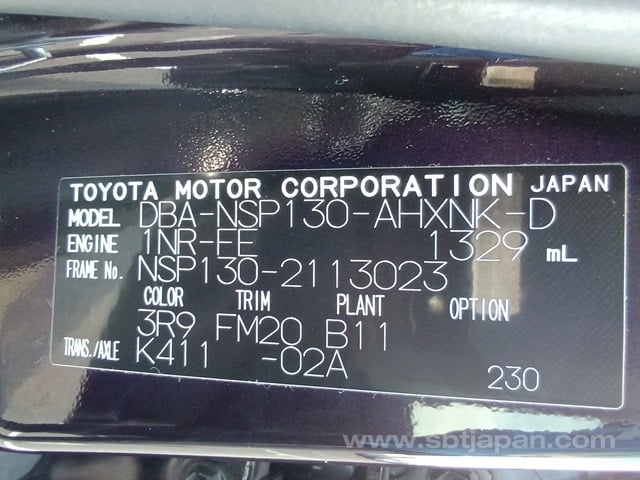 TOYOTA MOTOR CORPORATION JAPAN
MODEL DBA-NSP130-AHXNK-D
ENGINE 1NR-FE 1329 mL
FRAME No. NSP130-2113023
COLOR TRIM PLANT OPTION
3R9 FM20 B11
TRANS./AXLE K411 -02A
230
www.sbtjapan.com